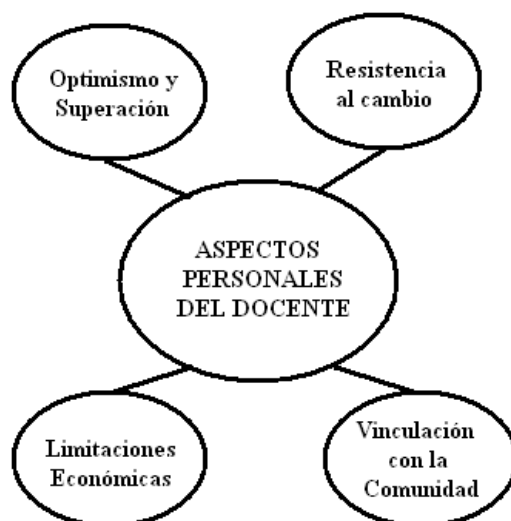 Optimismo y
Superación
Resistencia
al cambio
ASPECTOS
PERSONALES
DEL DOCENTE
Limitaciones
Económicas
Vinculación
con la
Comunidad